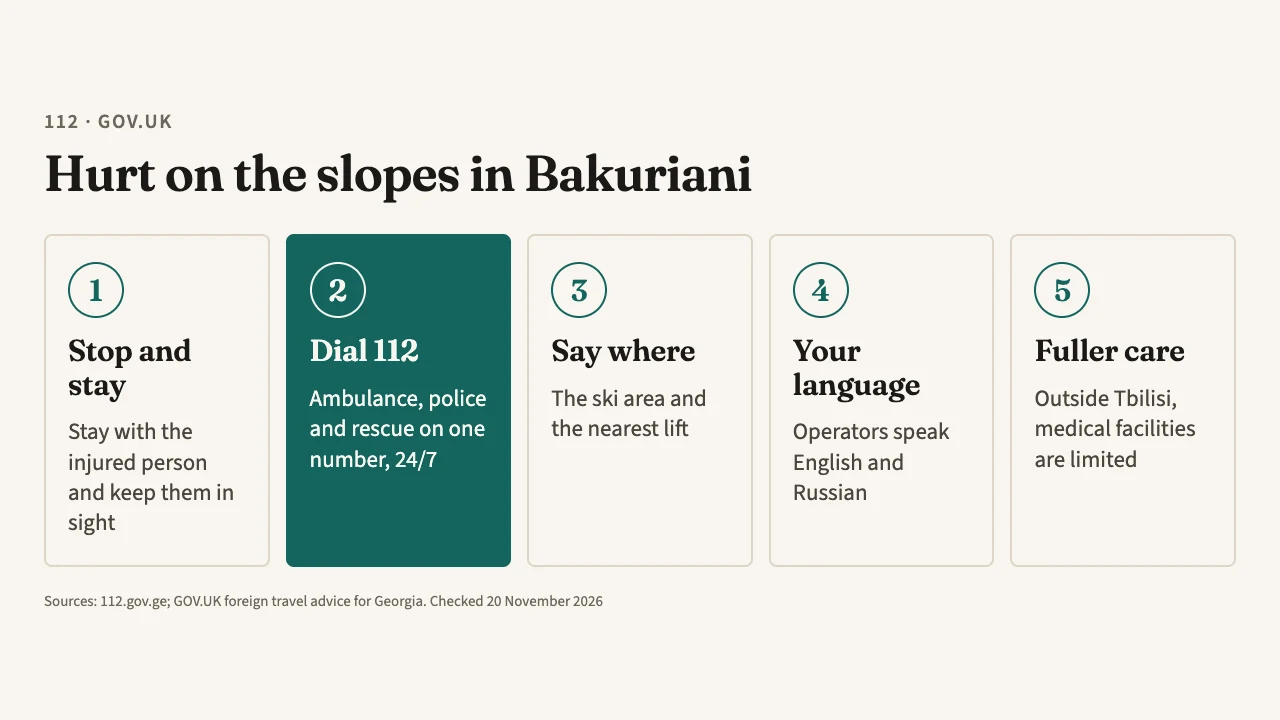 112 · GOV.UK
Hurt on the slopes in Bakuriani
1
Stop and
stay
Stay with the
injured person
and keep them in
sight
2
Dial 112
Ambulance, police
and rescue on one
number, 24/7
3
Say where
The ski area and
the nearest lift
4
Your
language
Operators speak
English and
Russian
5
Fuller care
Outside Tbilisi,
medical facilities
are limited
Sources: 112.gov.ge; GOV.UK foreign travel advice for Georgia. Checked 20 November 2026